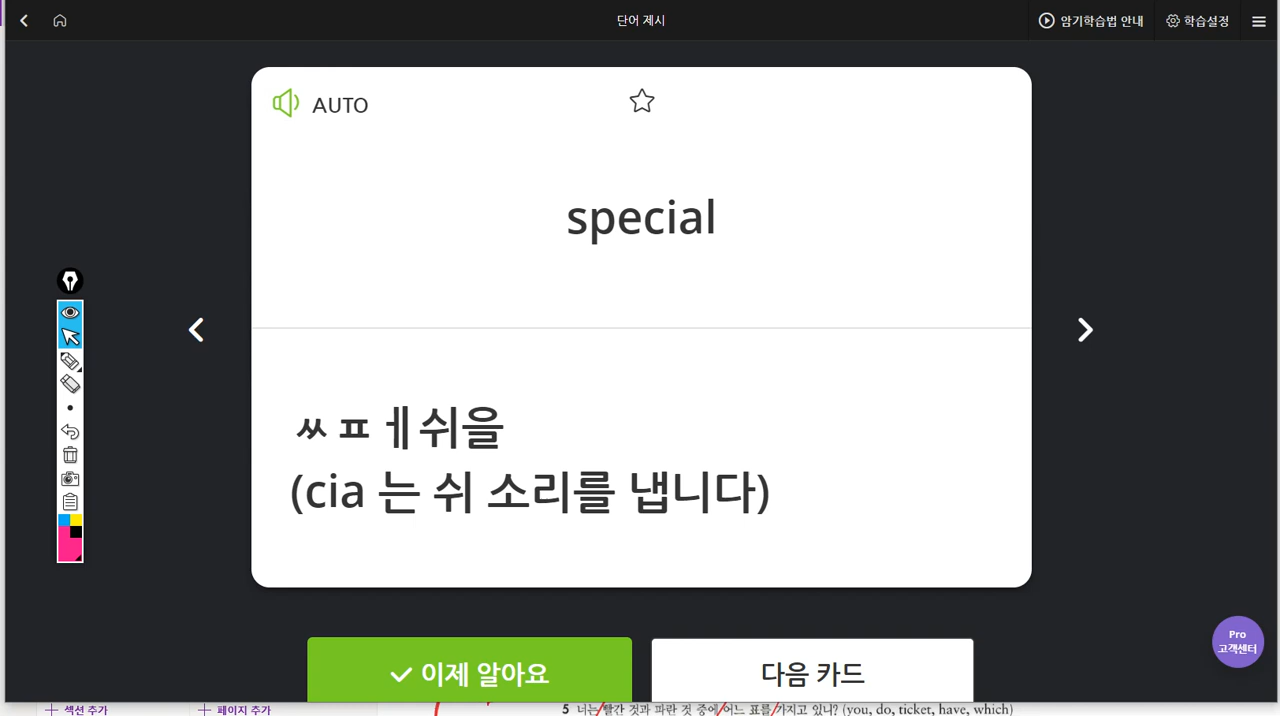 단어 제시
암기학습법 안내
학습설정
AUTO
special
ㅆ ㅍ ㅔ쉬을
(cia 는 쉬 소리를 냅니다)
Pro
고객센터
이제 알아요
다음 카드
섹션 추가
페이지 추가
5 너는 빨간 것과 파란 것 중에 어느 표를 가지고 있니? (you, do, ticket, have, which)